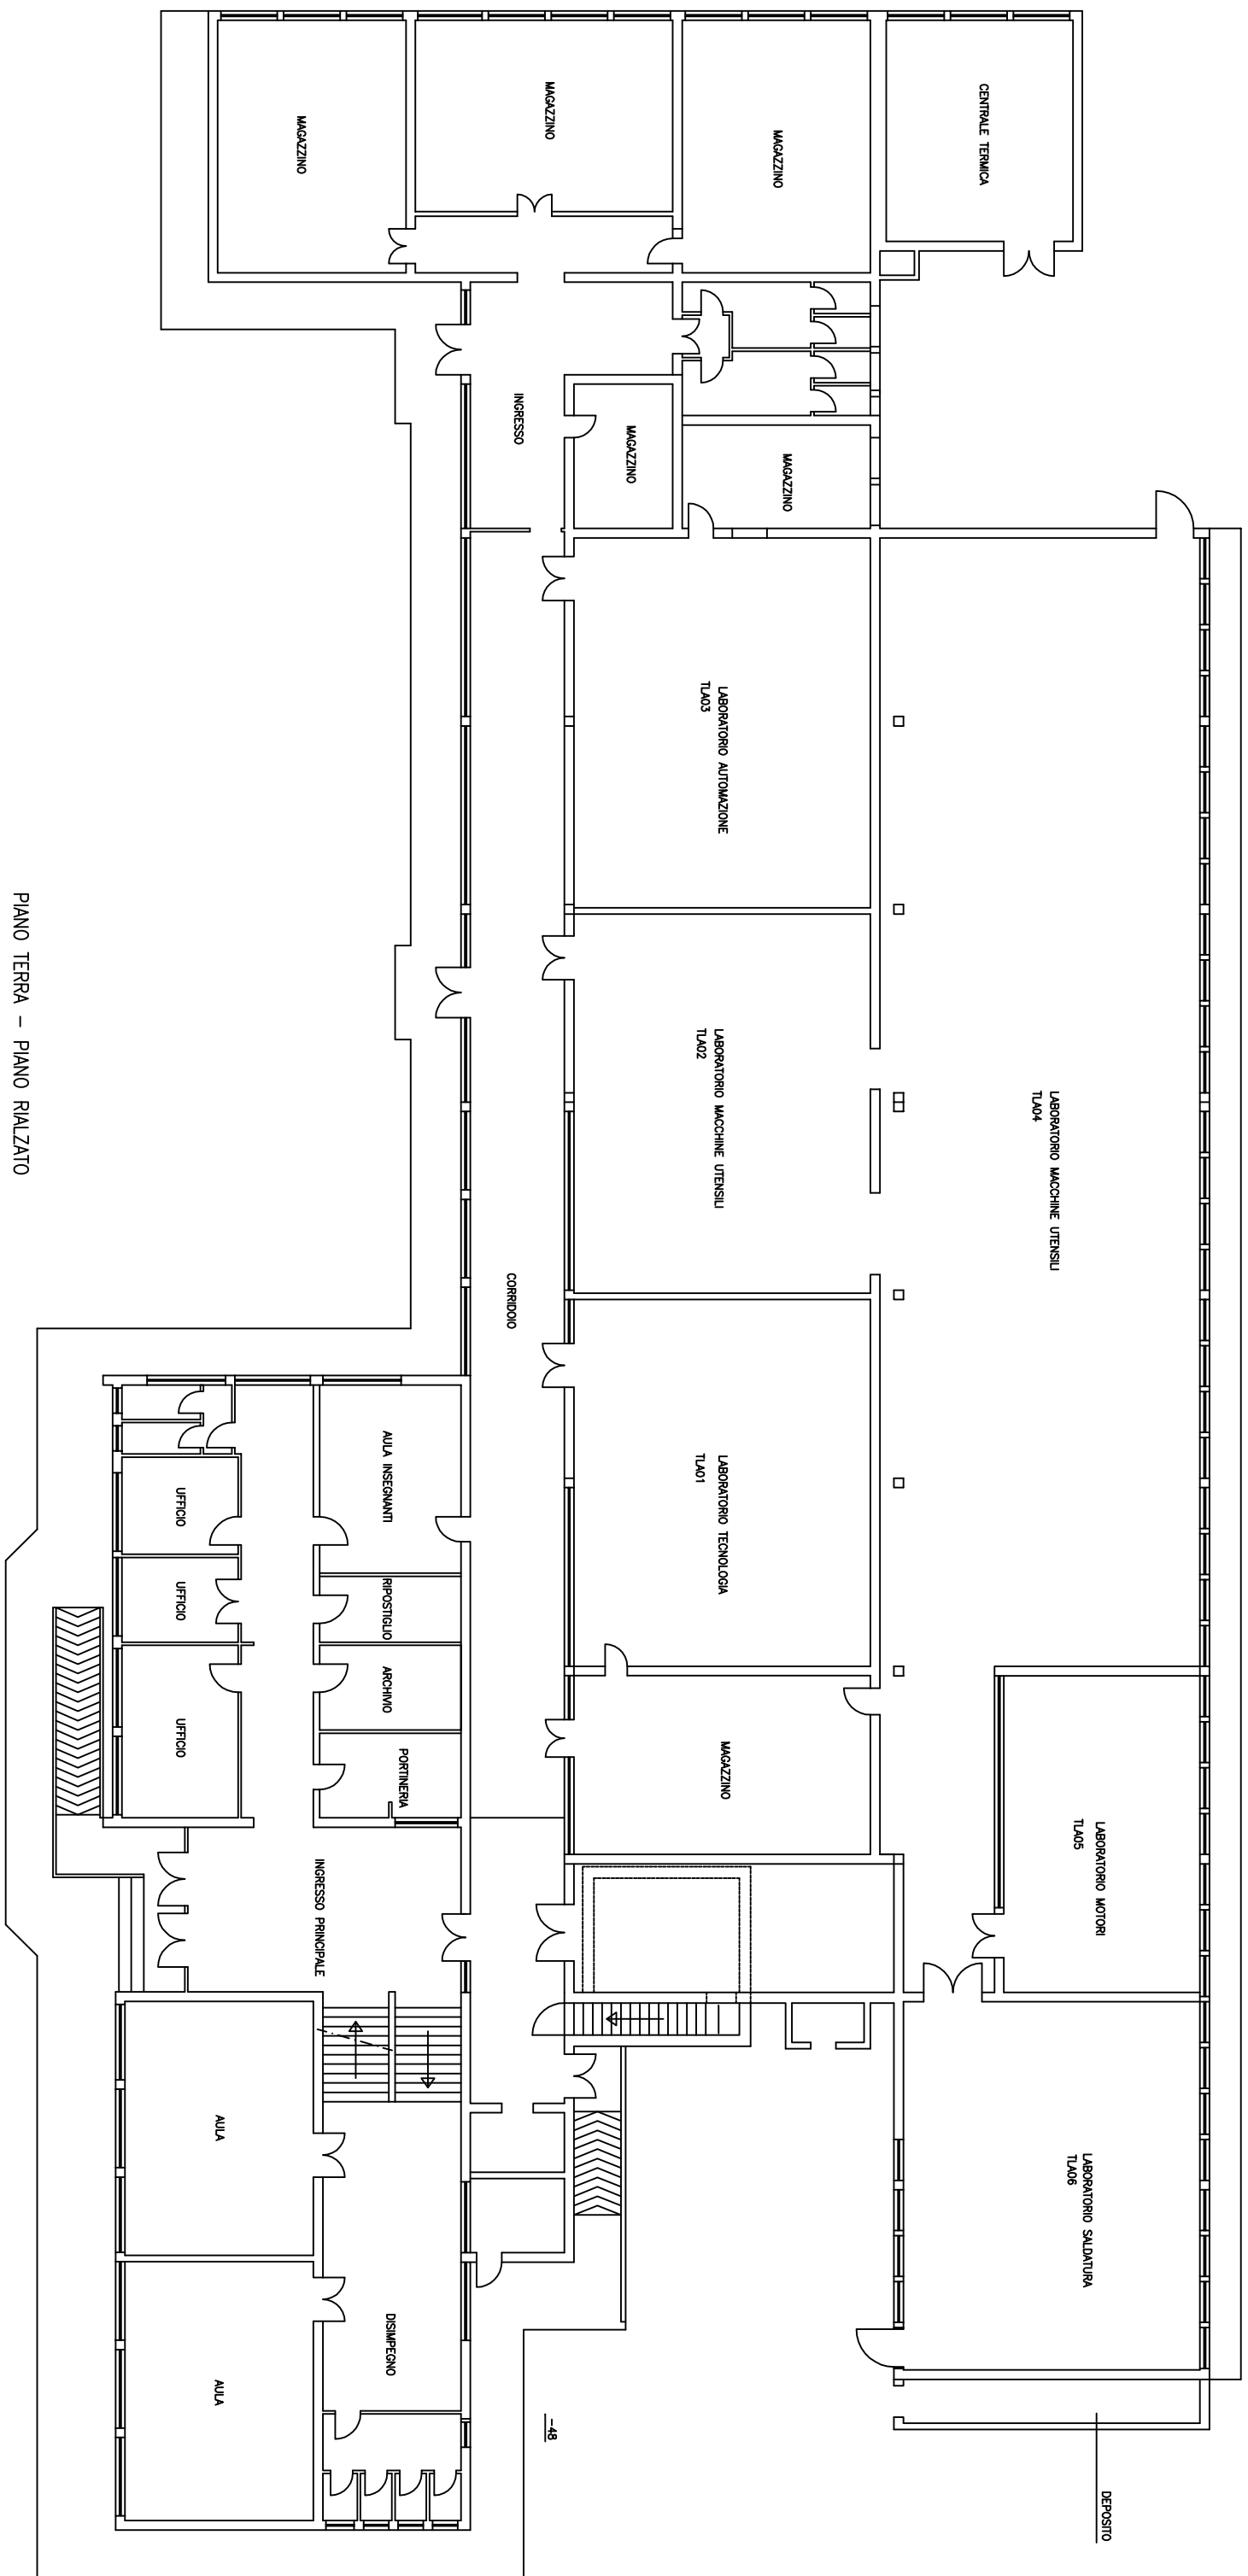 DEPOSITO
LABORATORIO MACCHINE UTENSILI
TLA04
LABORATORIO MOTORI
TLA05
LABORATORIO SALDATURA
TLA06
CENTRALE TERMICA
MAGAZZINO
MAGAZZINO
LABORATORIO AUTOMAZIONE
TLA03
LABORATORIO MACCHINE UTENSILI
TLA02
LABORATORIO TECNOLOGIA
TLA01
MAGAZZINO
MAGAZZINO
MAGAZZINO
-48
INGRESSO
CORRIDOIO
MAGAZZINO
PORTINERIA
DISIMPEGNO
AULA INSEGNANTI
RIPOSTIGLIO
ARCHIVIO
INGRESSO PRINCIPALE
AULA
AULA
UFFICIO
UFFICIO
UFFICIO
PIANO TERRA - PIANO RIALZATO